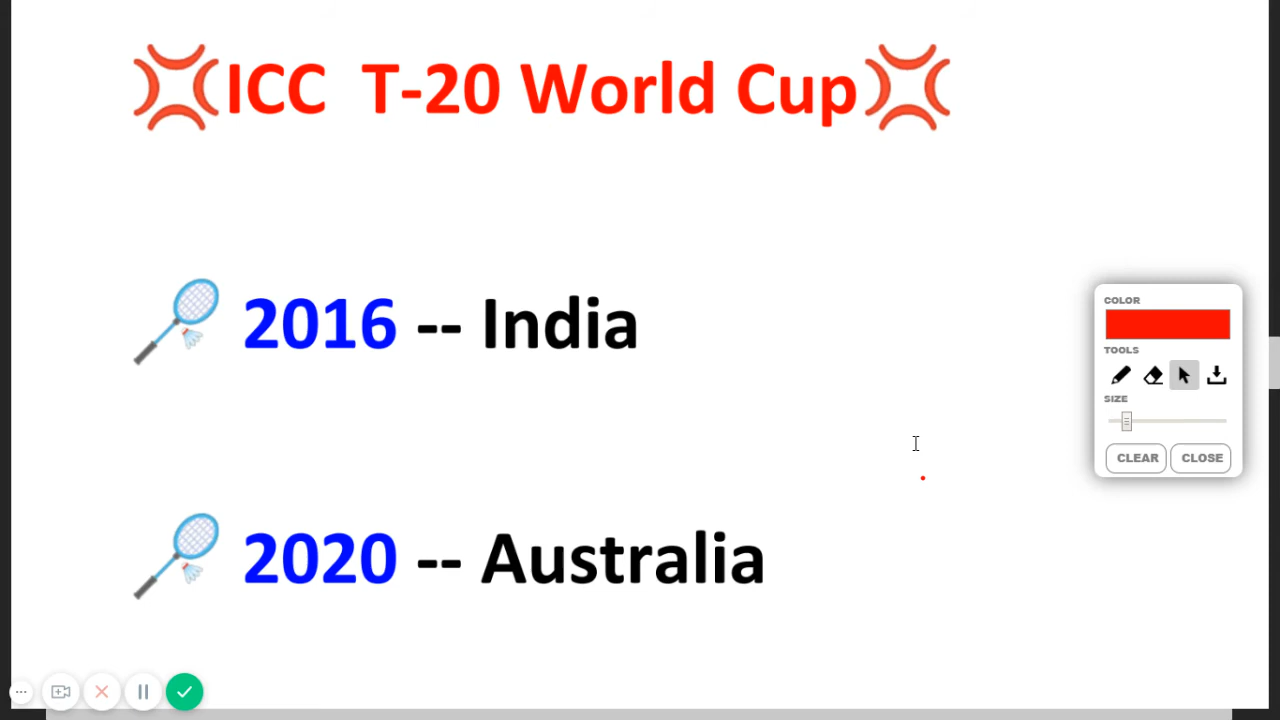 ICC T-20 World Cup
2016 -- India
2020 -- Australia
COLOR
TOOLS
SIZE
CLEAR CLOSE